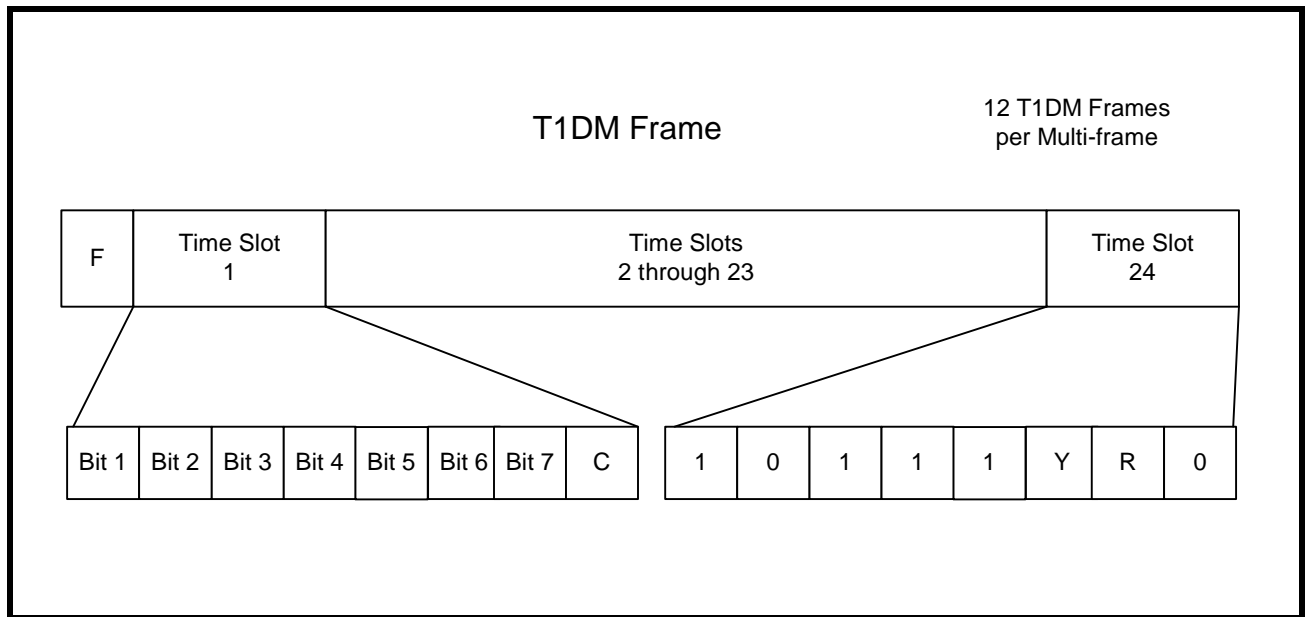 T1DM Frame
12 T1DM Frames
per Multi-frame
F
Time Slot
1
Time Slots
2 through 23
Time Slot
24
Bit 1 Bit 2 Bit 3 Bit 4 Bit 5 Bit 6 Bit 7 C
1 0 1 1 1 Y R 0